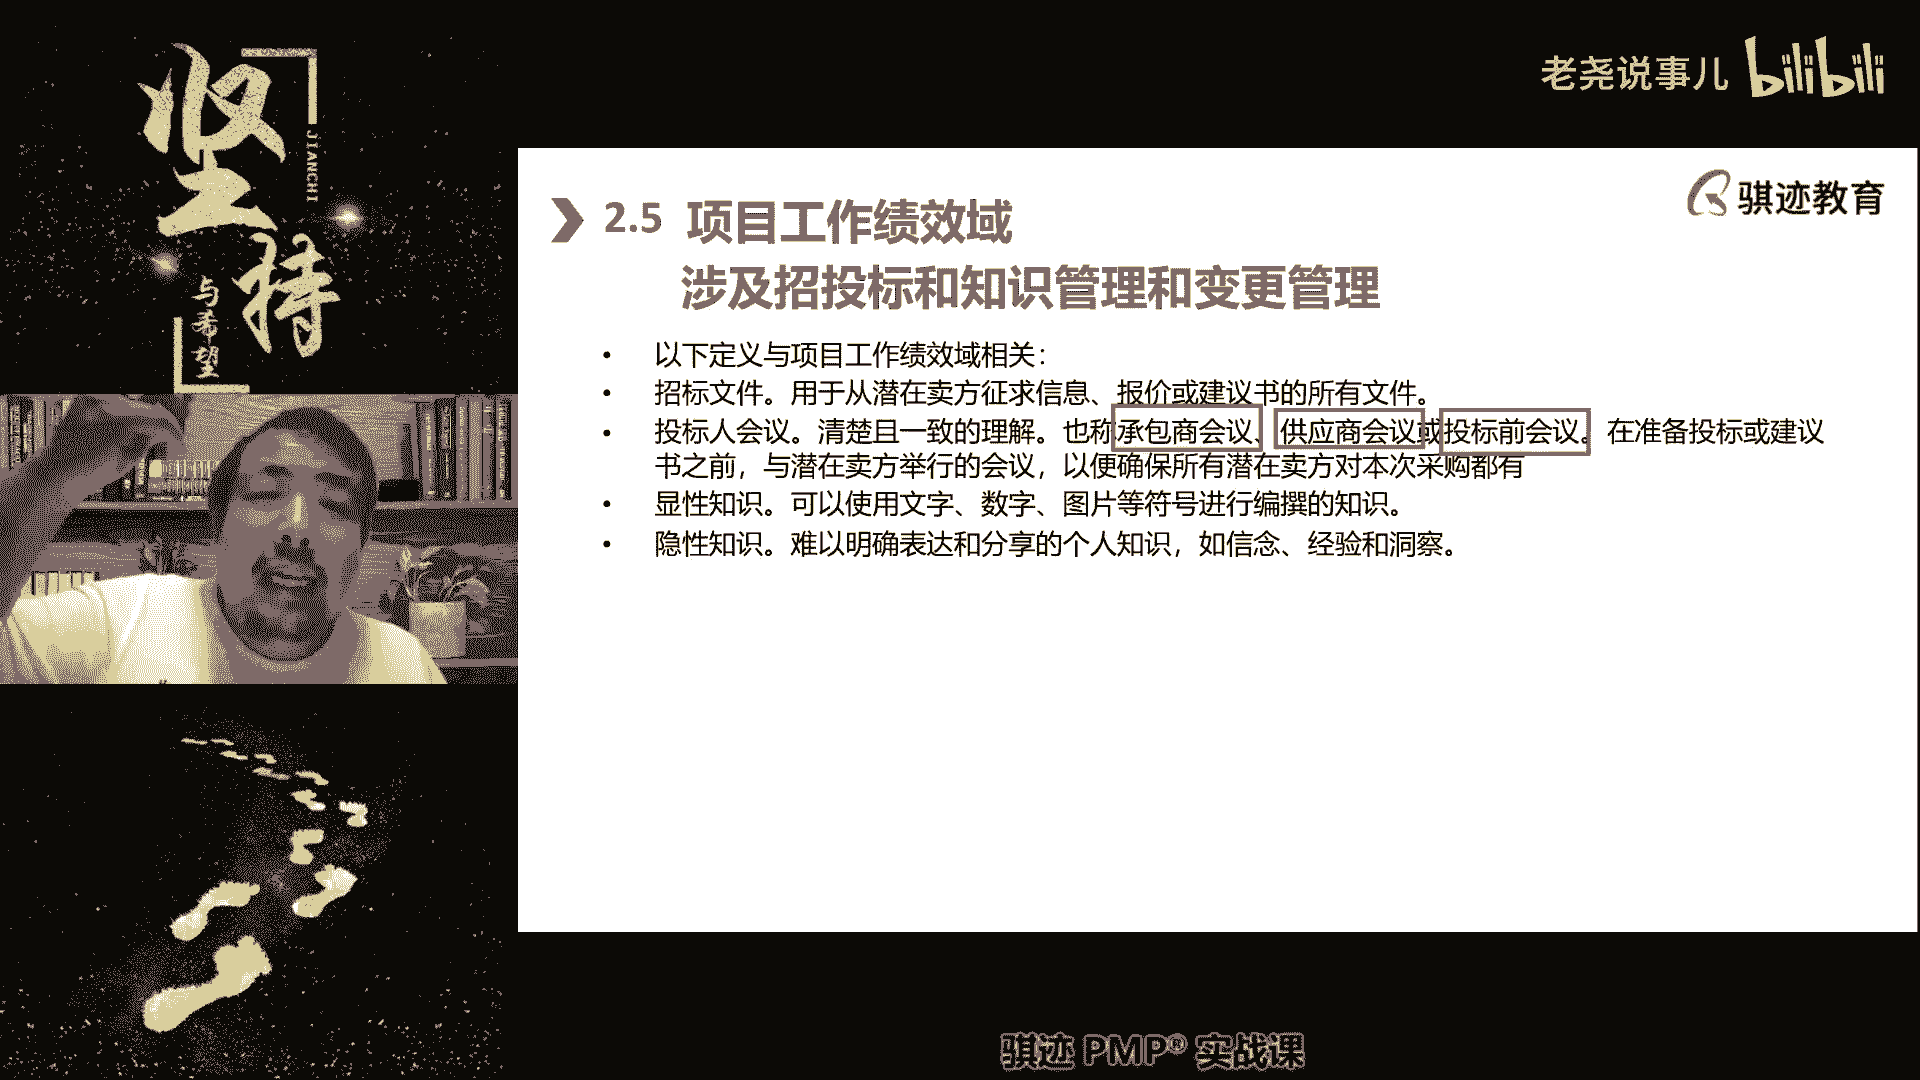 坚持
JIANCHI
与希望
老尧说事儿 bilibili
骐迹教育
2.5 项目工作绩效域
涉及招投标和知识管理和变更管理
• 以下定义与项目工作绩效域相关：
• 招标文件。用于从潜在卖方征求信息、报价或建议书的所有文件。
• 投标人会议。清楚且一致的理解。也称承包商会议、供应商会议或投标前会议。在准备投标或建议
书之前，与潜在卖方举行的会议，以便确保所有潜在卖方对本次采购都有
• 显性知识。可以使用文字、数字、图片等符号进行编撰的知识。
• 隐性知识。难以明确表达和分享的个人知识，如信念、经验和洞察。
骐迹 PMP® 实战课